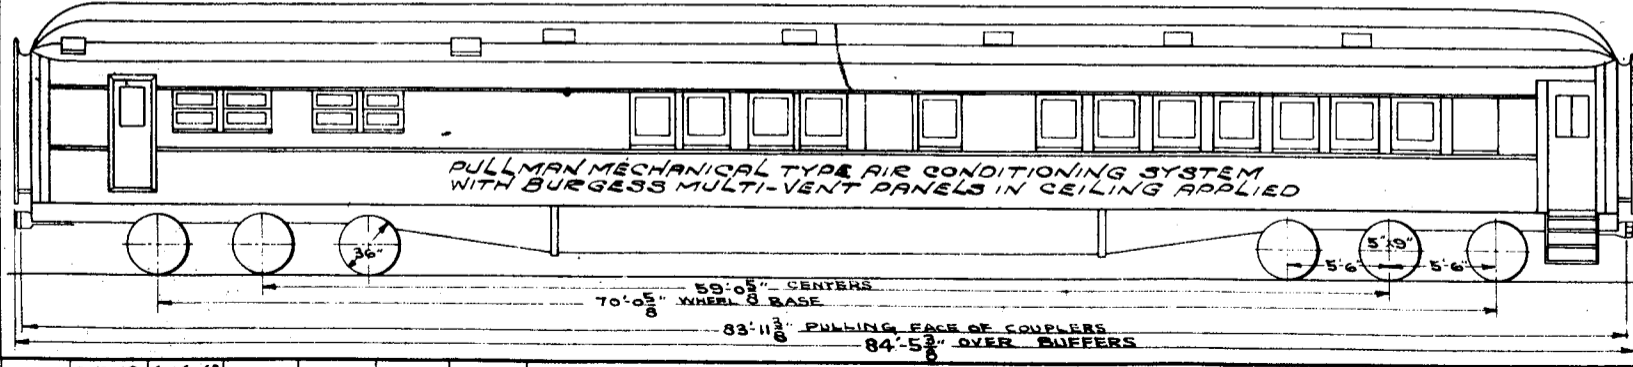 PULLMAN MECHANICAL TYPE AIR CONDITIONING SYSTEM
WITH BURGESS MULTI-VENT PANELS IN CEILING APPLIED
36"
5"x9"
5'-6" 5'-6"
59'-0 5/8" CENTERS
70'-0 5/8" WHEEL BASE
83'-11 3/8" PULLING FACE OF COUPLERS
84'-5 3/8" OVER BUFFERS